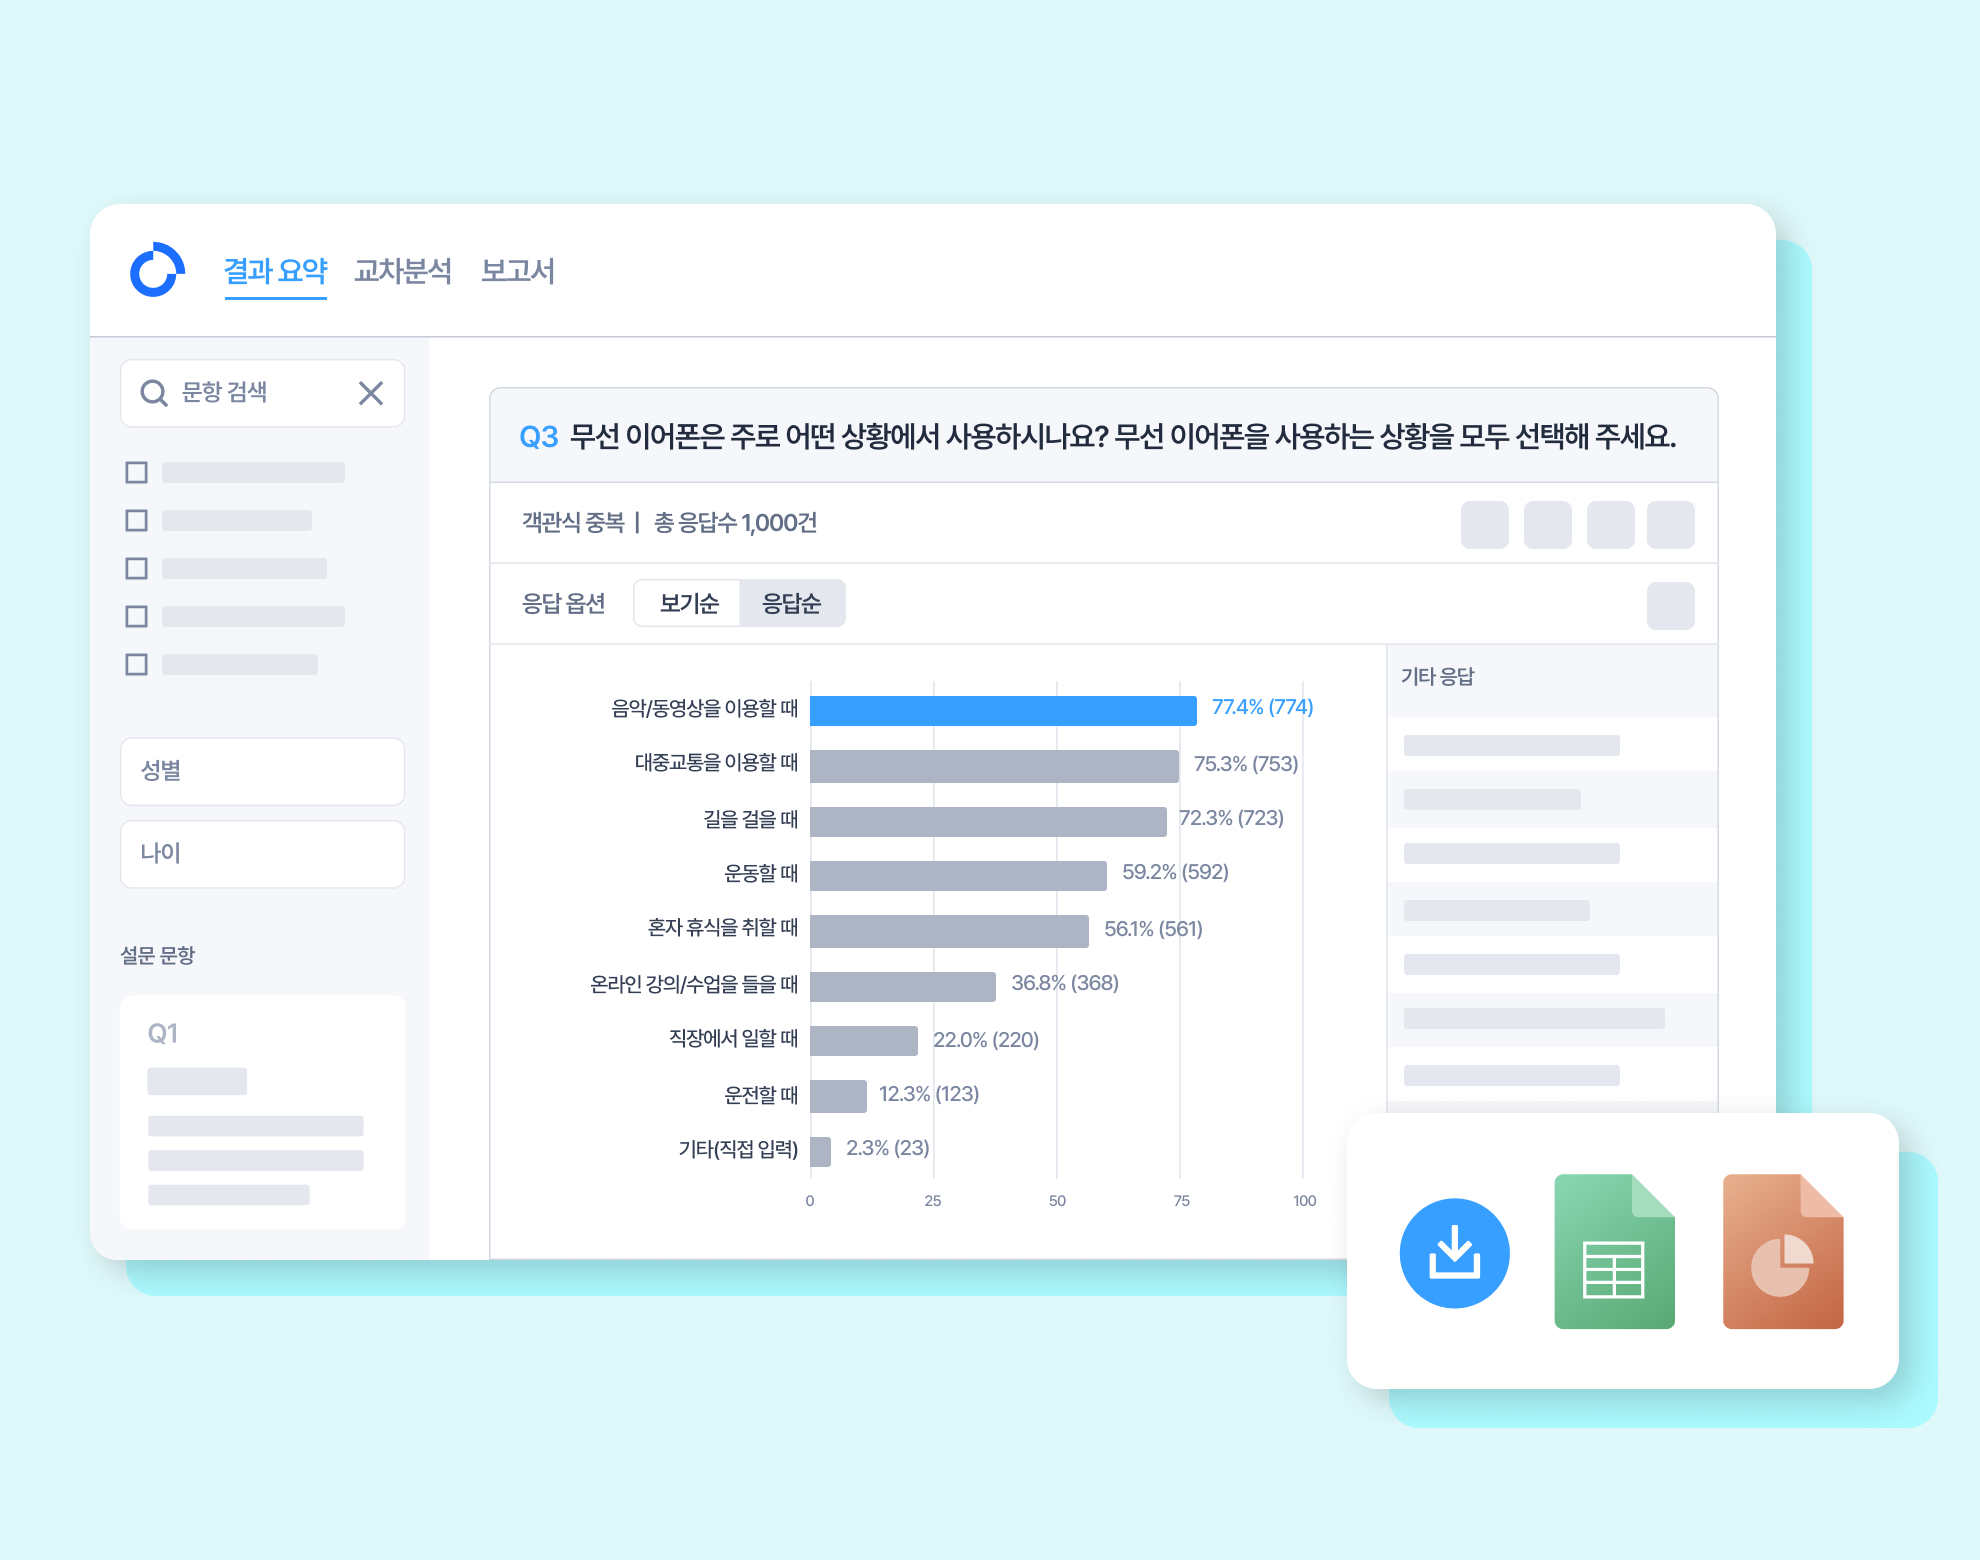 결과 요약 교차분석 보고서
문항 검색
성별
나이
설문 문항
Q1
Q3 무선 이어폰은 주로 어떤 상황에서 사용하시나요? 무선 이어폰을 사용하는 상황을 모두 선택해 주세요.
객관식 중복 | 총 응답수 1,000건
응답 옵션 보기순 응답순
음악/동영상을 이용할 때 77.4% (774)
대중교통을 이용할 때 75.3% (753)
길을 걸을 때 72.3% (723)
운동할 때 59.2% (592)
혼자 휴식을 취할 때 56.1% (561)
온라인 강의/수업을 들을 때 36.8% (368)
직장에서 일할 때 22.0% (220)
운전할 때 12.3% (123)
기타(직접 입력) 2.3% (23)
0 25 50 75 100
기타 응답